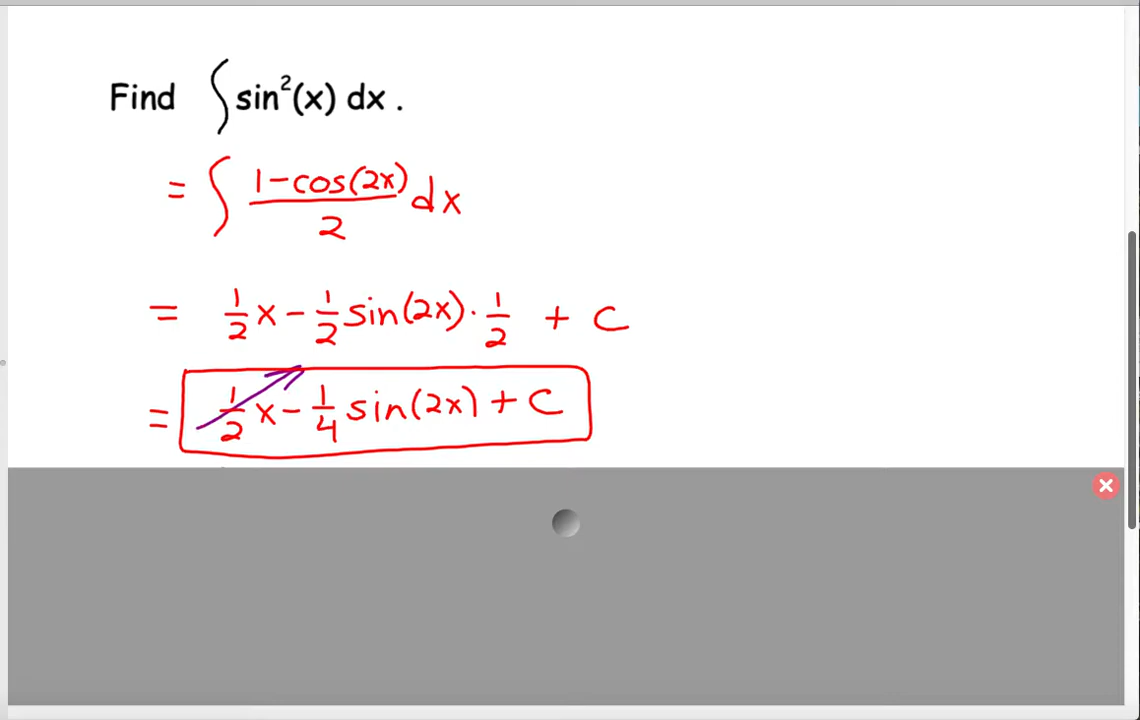 Find ∫ sin²(x) dx .
= ∫ (1-cos(2x))/2 dx
= 1/2 x - 1/2 sin(2x) · 1/2 + C
= 1/2 x - 1/4 sin(2x) + C